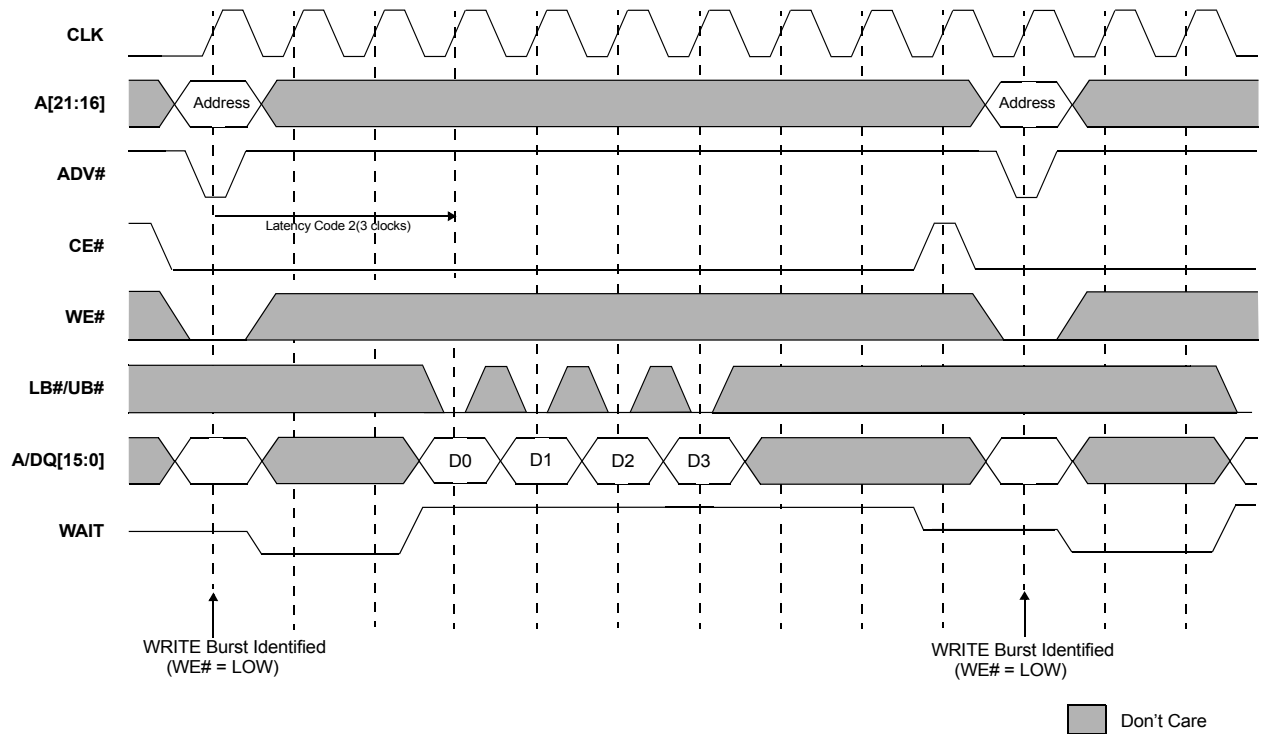 CLK
A[21:16]
Address
Address
ADV#
Latency Code 2(3 clocks)
CE#
WE#
LB#/UB#
A/DQ[15:0]
D0
D1
D2
D3
WAIT
WRITE Burst Identified
(WE# = LOW)
WRITE Burst Identified
(WE# = LOW)
Don't Care